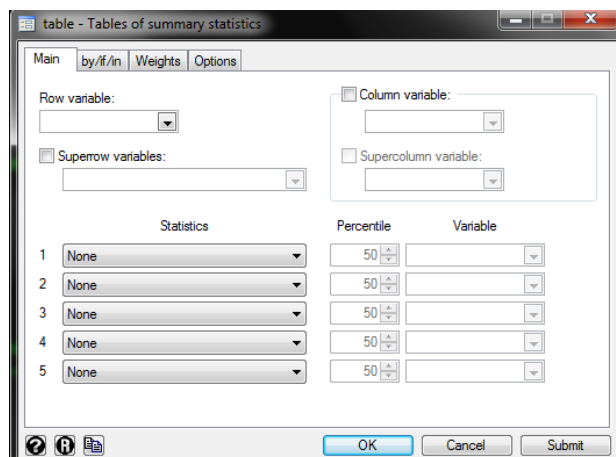 table - Tables of summary statistics
Main by/if/in Weights Options
Row variable:
Column variable:
Superrow variables:
Supercolumn variable:
Statistics Percentile Variable
1 None 50
2 None 50
3 None 50
4 None 50
5 None 50
? R OK Cancel Submit